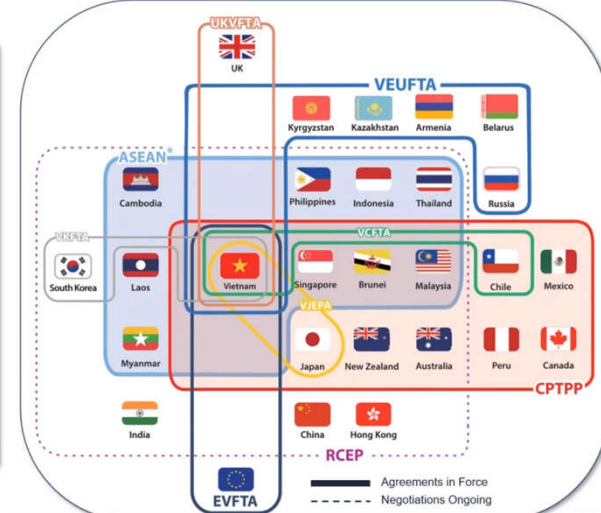 UKVFTA
UK
VEUFTA
Kyrgyzstan Kazakhstan Armenia Belarus
ASEAN*
Cambodia Philippines Indonesia Thailand Russia
VKFTA
VCFTA
South Korea Laos Vietnam Singapore Brunei Malaysia Chile Mexico
VJEPA
Myanmar Japan New Zealand Australia Peru Canada
CPTPP
India China Hong Kong
RCEP
EVFTA
Agreements in Force
Negotiations Ongoing